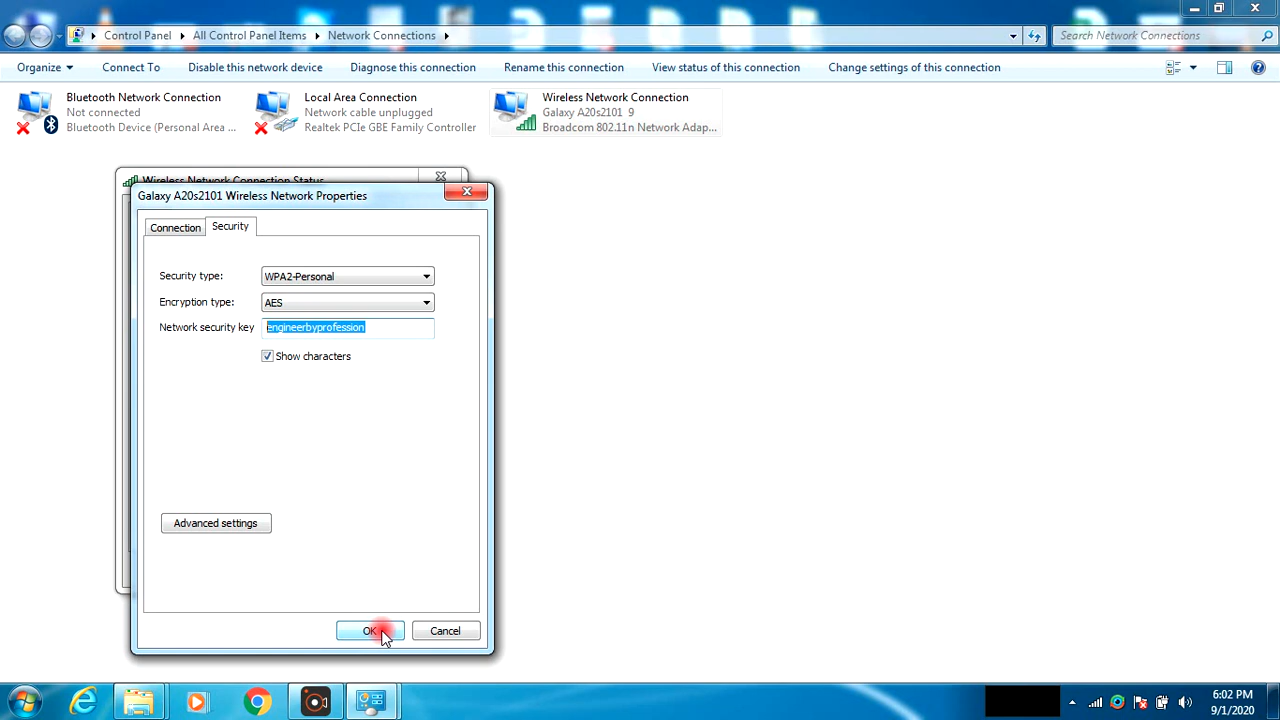 Control Panel
All Control Panel Items
Network Connections
Search Network Connections
Organize
Connect To
Disable this network device
Diagnose this connection
Rename this connection
View status of this connection
Change settings of this connection
Bluetooth Network Connection
Not connected
Bluetooth Device (Personal Area ...
Local Area Connection
Network cable unplugged
Realtek PCIe GBE Family Controller
Wireless Network Connection
Galaxy A20s2101 9
Broadcom 802.11n Network Adap...
Wireless Network Connection Status
Galaxy A20s2101 Wireless Network Properties
Connection
Security
Security type:
WPA2-Personal
Encryption type:
AES
Network security key
engineerbyprofession
Show characters
Advanced settings
OK
Cancel
6:02 PM
9/1/2020